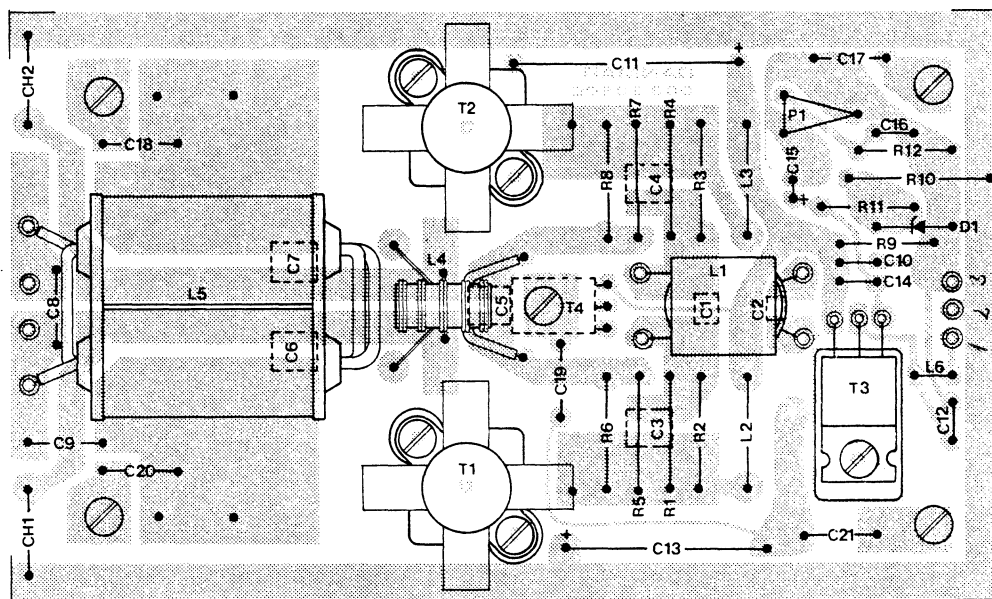 CH2
C11
+
C17
T2
P1
R7
R4
C16
C18
R12
C15
R8
C4
R3
L3
R10
+
R11
D1
R9
C7
L4
L1
C10
C14
C8
L5
C5
T4
C1
C2
3
2
1
C6
C19
T3
L6
C9
R6
C3
R2
L2
C12
C20
T1
R5
R1
CH1
+
C13
C21